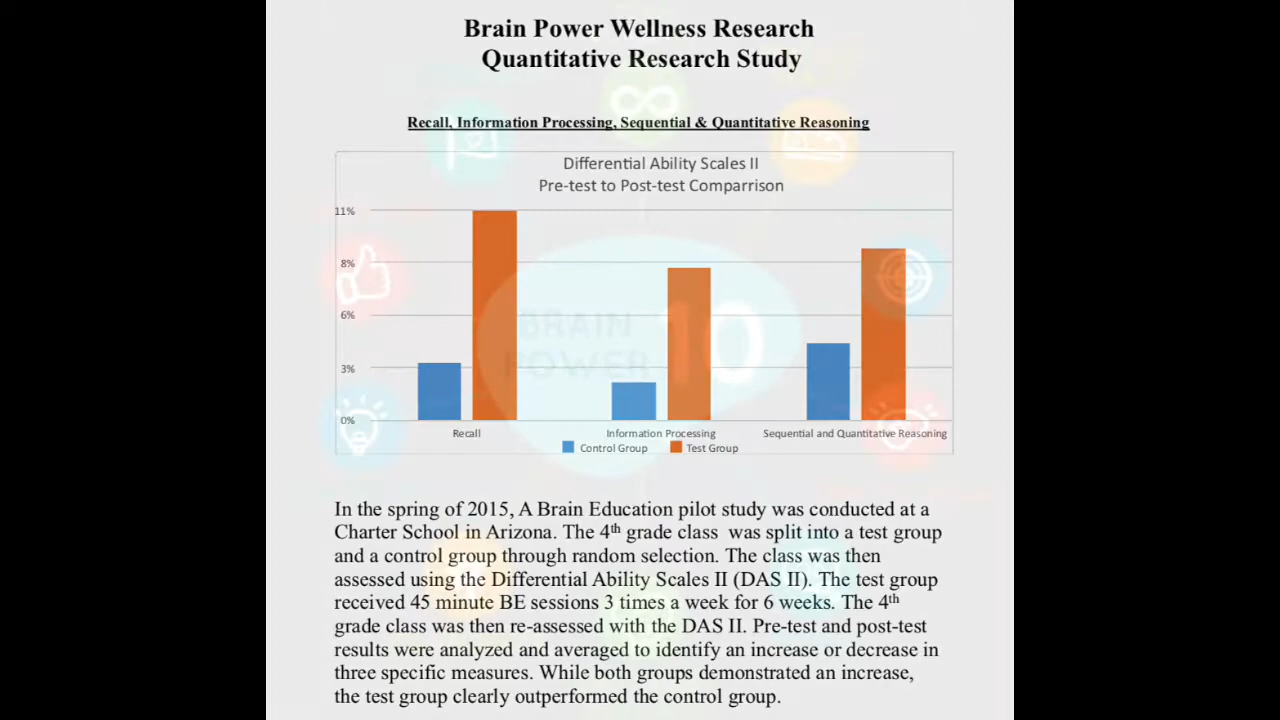 Brain Power Wellness Research
Quantitative Research Study
Recall, Information Processing, Sequential & Quantitative Reasoning
Differential Ability Scales II
Pre-test to Post-test Comparrison
11%
8%
6%
3%
0%
BRAIN
POWER
10
Recall
Information Processing
Sequential and Quantitative Reasoning
Control Group
Test Group
In the spring of 2015, A Brain Education pilot study was conducted at a
Charter School in Arizona. The 4th grade class was split into a test group
and a control group through random selection. The class was then
assessed using the Differential Ability Scales II (DAS II). The test group
received 45 minute BE sessions 3 times a week for 6 weeks. The 4th
grade class was then re-assessed with the DAS II. Pre-test and post-test
results were analyzed and averaged to identify an increase or decrease in
three specific measures. While both groups demonstrated an increase,
the test group clearly outperformed the control group.